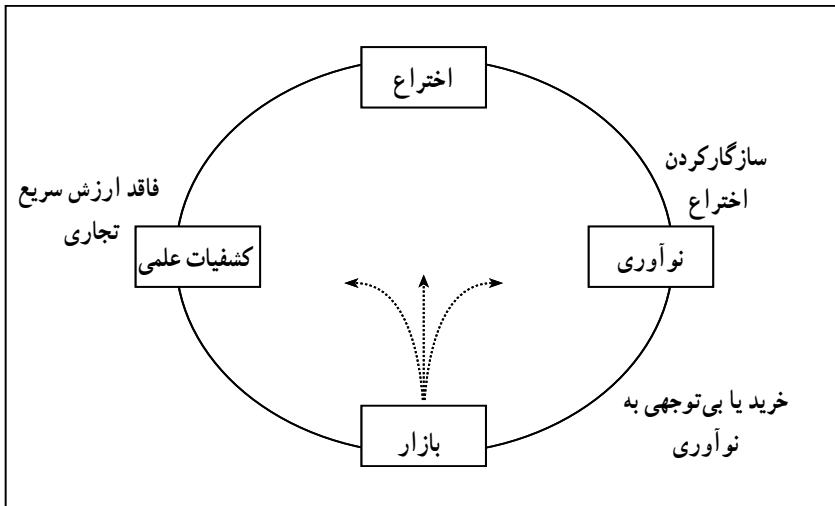 اختراع
سازگارکردن
اختراع
فاقد ارزش سریع
تجاری
نوآوری
کشفیات علمی
خرید یا بی‌توجهی به
نوآوری
بازار